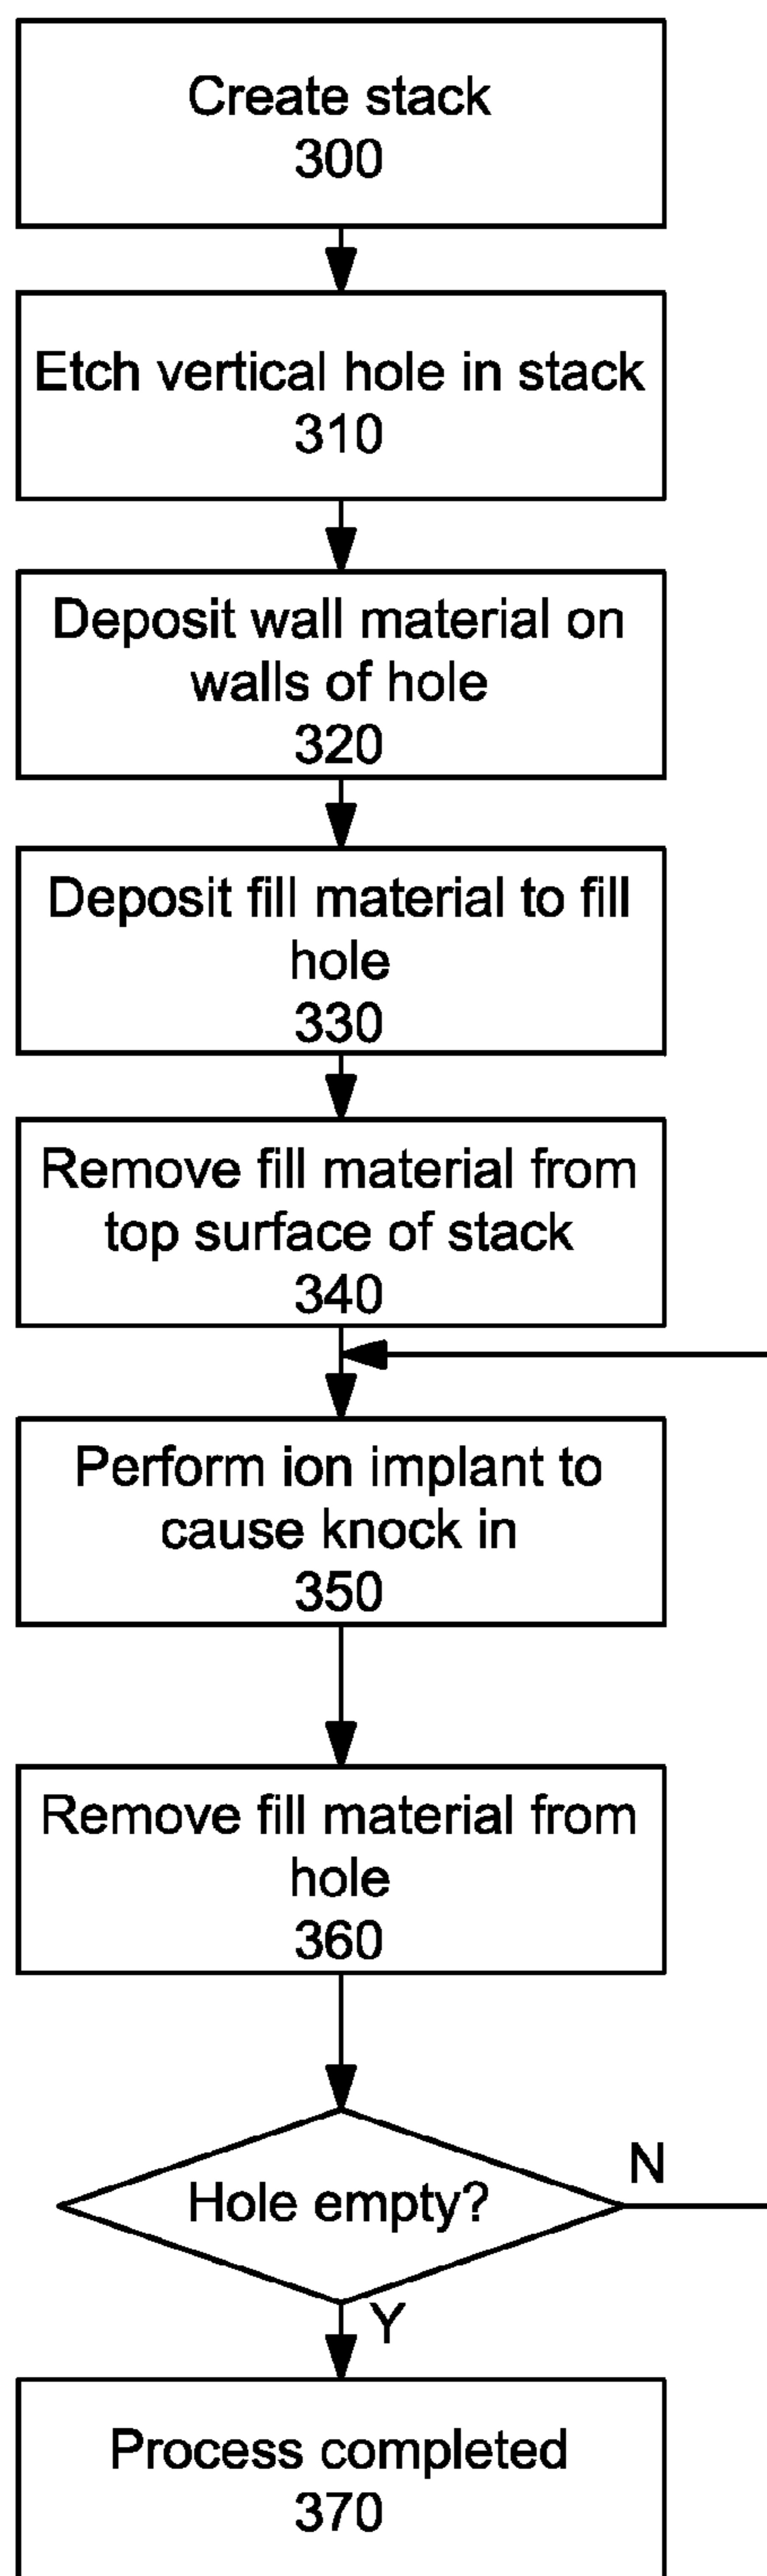 Create stack
300
Etch vertical hole in stack
310
Deposit wall material on
walls of hole
320
Deposit fill material to fill
hole
330
Remove fill material from
top surface of stack
340
Perform ion implant to
cause knock in
350
Remove fill material from
hole
360
Hole empty?
N
Y
Process completed
370